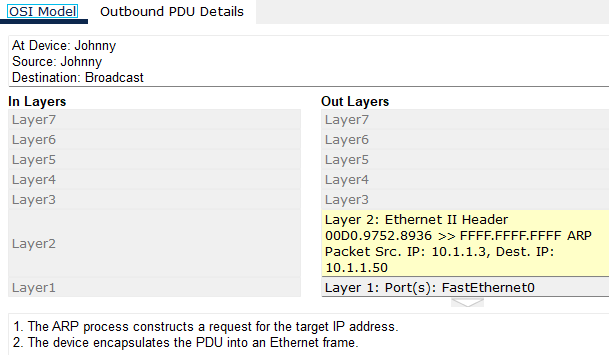 OSI Model Outbound PDU Details
At Device: Johnny
Source: Johnny
Destination: Broadcast
In Layers
Layer7
Layer6
Layer5
Layer4
Layer3
Layer2
Layer1
Out Layers
Layer7
Layer6
Layer5
Layer4
Layer3
Layer 2: Ethernet II Header
00D0.9752.8936 >> FFFF.FFFF.FFFF ARP
Packet Src. IP: 10.1.1.3, Dest. IP:
10.1.1.50
Layer 1: Port(s): FastEthernet0
1. The ARP process constructs a request for the target IP address.
2. The device encapsulates the PDU into an Ethernet frame.